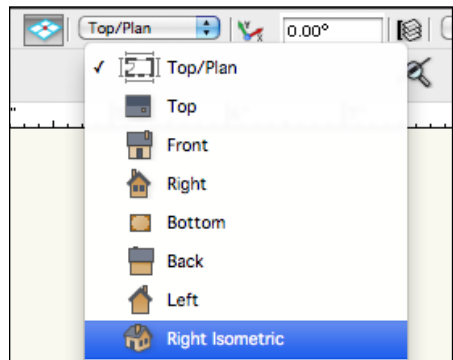 Top/Plan 0.00°
✓ Top/Plan
Top
Front
Right
Bottom
Back
Left
Right Isometric